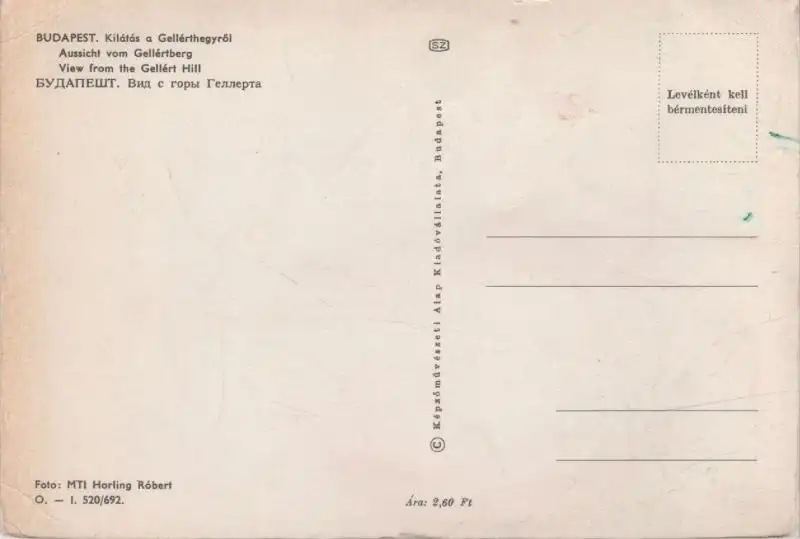 BUDAPEST. Kilátás a Gellérthegyről
Aussicht vom Gellértberg
View from the Gellért Hill
БУДАПЕШТ. Вид с горы Геллерта
SZ
Levélként kell
bérmentesíteni
© Képzőművészeti Alap Kiadóvállalata, Budapest
Foto: MTI Horling Róbert
O. — I. 520/692.
Ára: 2,60 Ft